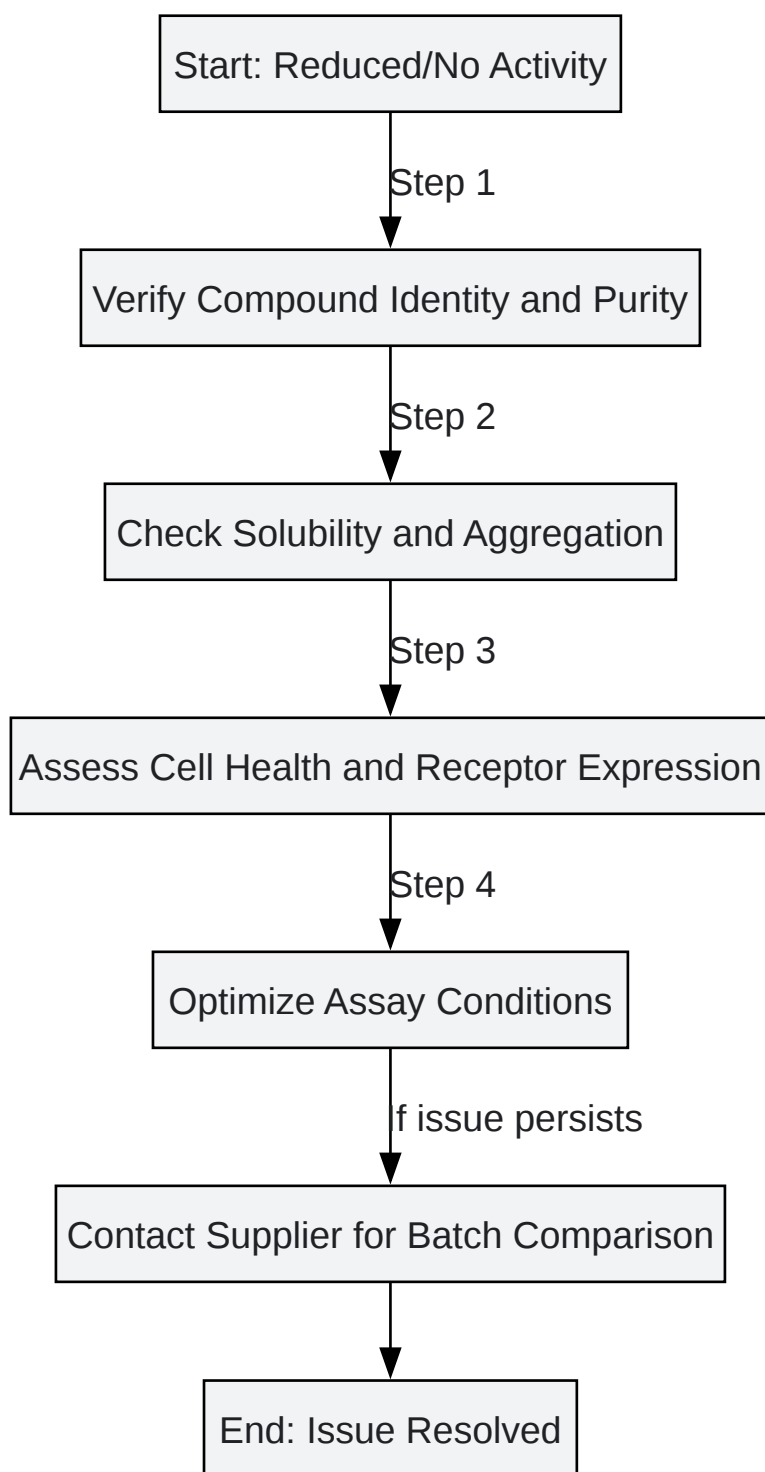 Start: Reduced/No Activity
Step 1
Verify Compound Identity and Purity
Step 2
Check Solubility and Aggregation
Step 3
Assess Cell Health and Receptor Expression
Step 4
Optimize Assay Conditions
If issue persists
Contact Supplier for Batch Comparison
End: Issue Resolved